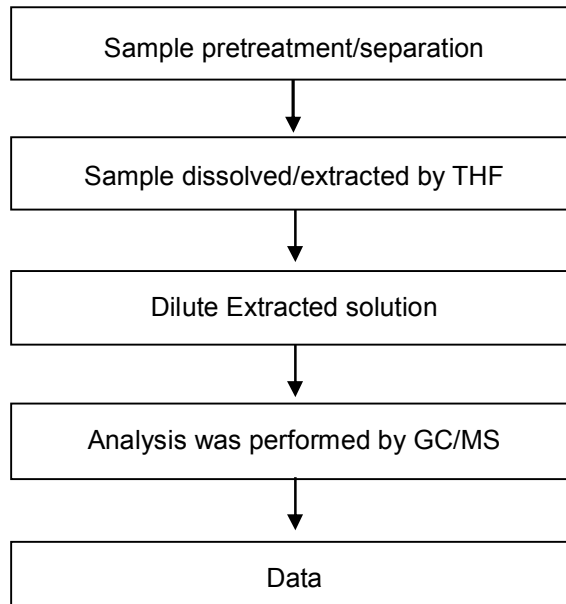 Sample pretreatment/separation
Sample dissolved/extracted by THF
Dilute Extracted solution
Analysis was performed by GC/MS
Data